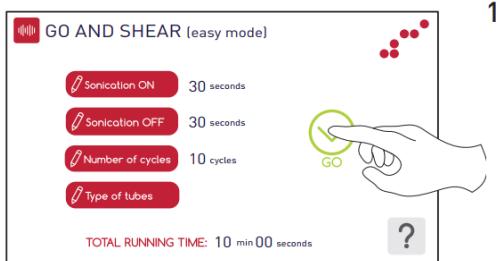 1
GO AND SHEAR (easy mode)
Sonication ON 30 seconds
Sonication OFF 30 seconds
Number of cycles 10 cycles
GO
Type of tubes
TOTAL RUNNING TIME: 10 min 00 seconds
?